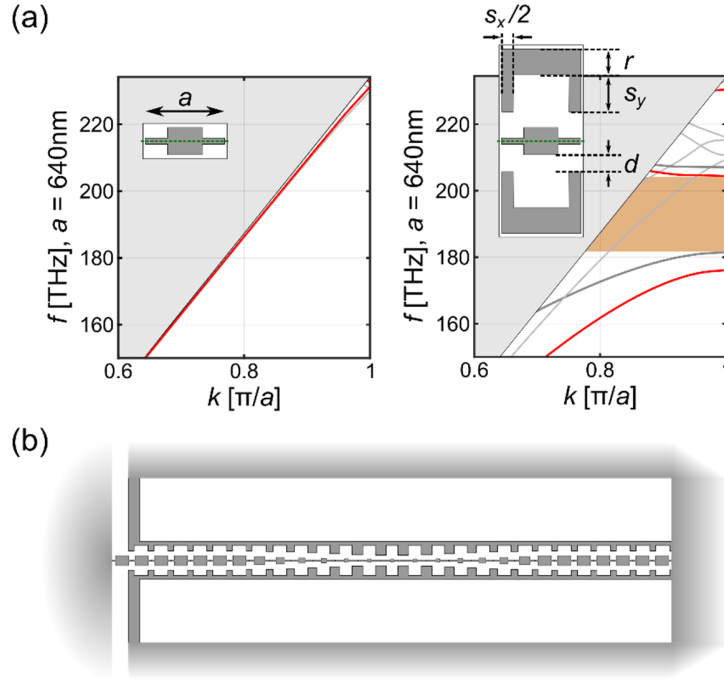 (a)
a
220
200
180
160
f [THz], a = 640nm
0.6
0.8
1
k [π/a]
s_x/2
r
s_y
d
220
200
180
160
f [THz], a = 640nm
0.6
0.8
1
k [π/a]
(b)